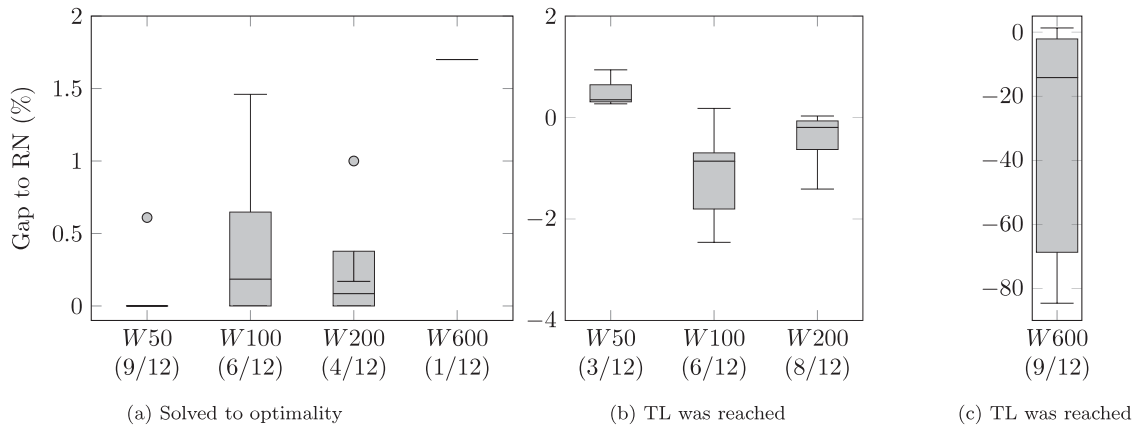 Gap to RN (%)
2
1.5
1
0.5
0
W50 W100 W200 W600
(9/12) (6/12) (4/12) (1/12)
(a) Solved to optimality
2
0
−2
−4
W50 W100 W200
(3/12) (6/12) (8/12)
(b) TL was reached
0
−20
−40
−60
−80
W600
(9/12)
(c) TL was reached